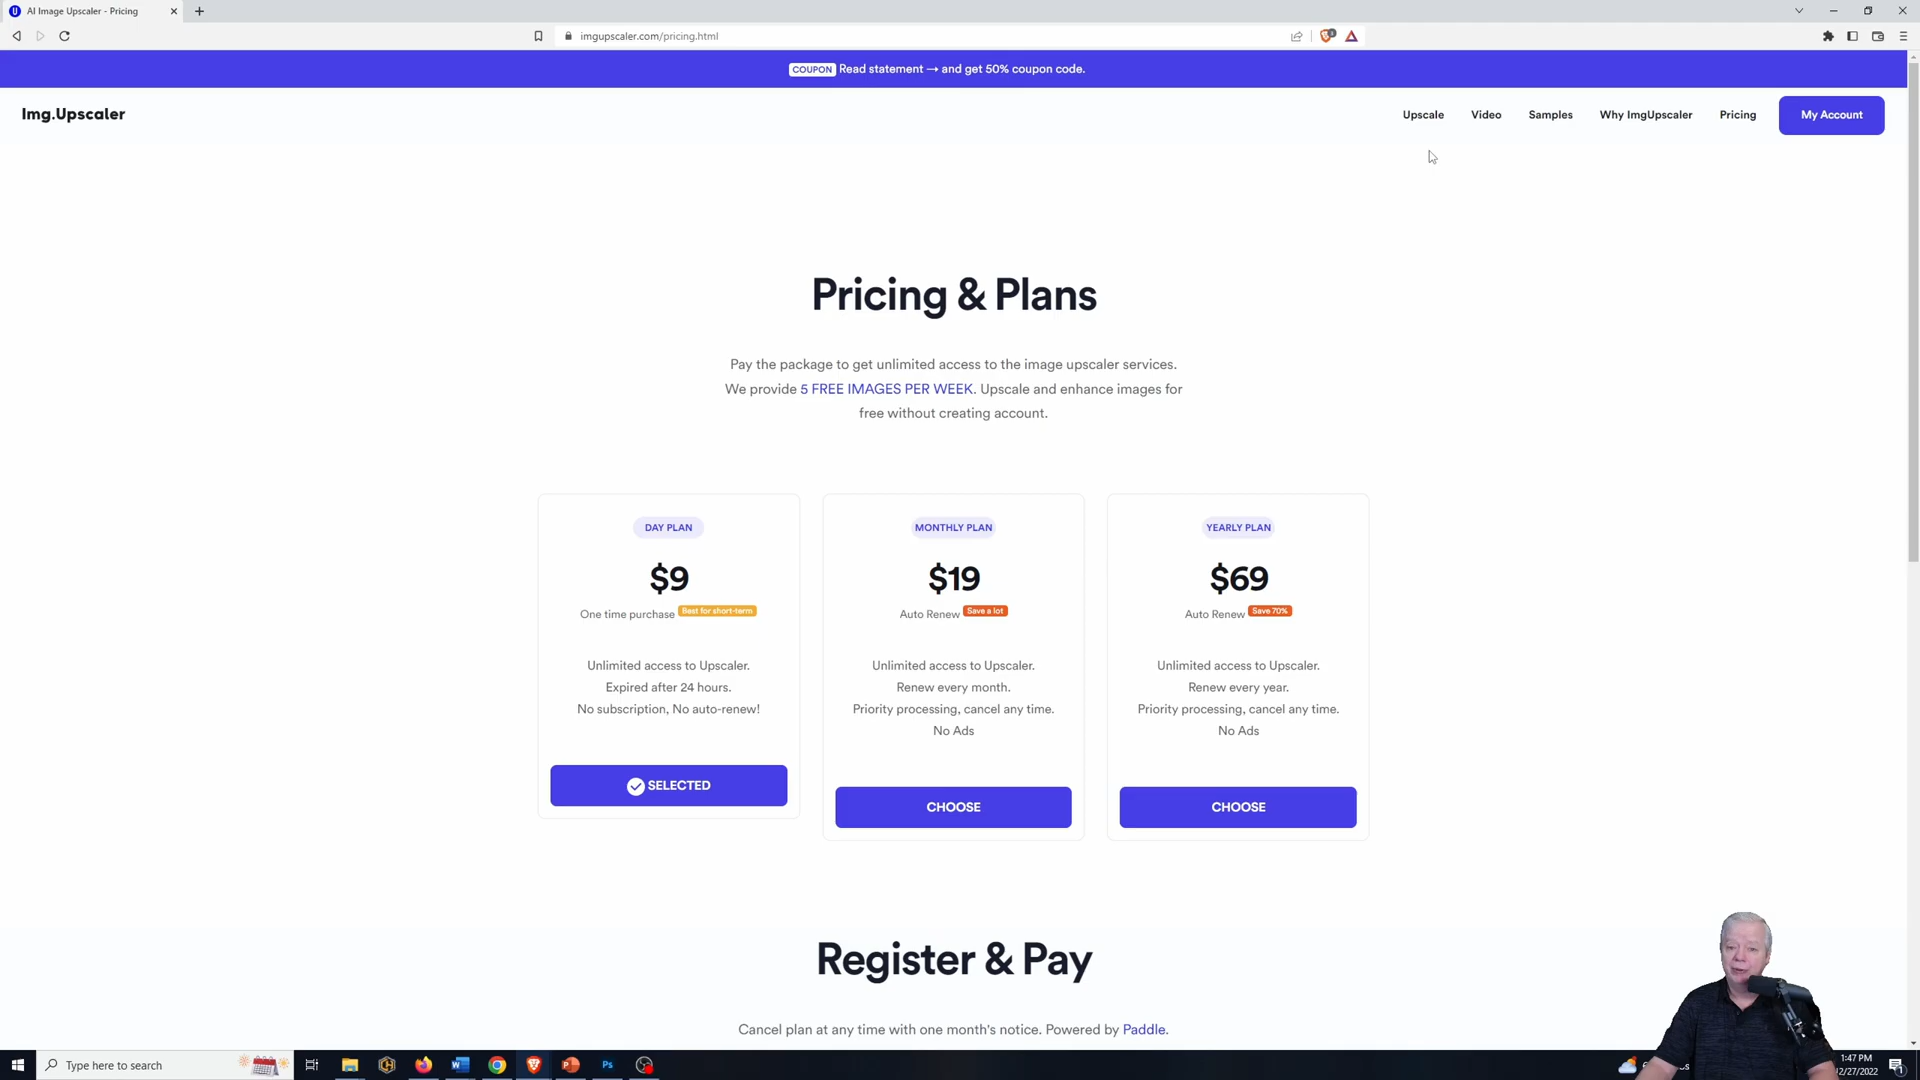 AI Image Upscaler - Pricing
imgupscaler.com/pricing.html
COUPON Read statement → and get 50% coupon code.
Img.Upscaler
Upscale
Video
Samples
Why ImgUpscaler
Pricing
My Account
Pricing & Plans
Pay the package to get unlimited access to the image upscaler services.
We provide 5 FREE IMAGES PER WEEK. Upscale and enhance images for
free without creating account.
DAY PLAN
$9
One time purchase Best for short-term
Unlimited access to Upscaler.
Expired after 24 hours.
No subscription, No auto-renew!
SELECTED
MONTHLY PLAN
$19
Auto Renew Save a lot
Unlimited access to Upscaler.
Renew every month.
Priority processing, cancel any time.
No Ads
CHOOSE
YEARLY PLAN
$69
Auto Renew Save 70%
Unlimited access to Upscaler.
Renew every year.
Priority processing, cancel any time.
No Ads
CHOOSE
Register & Pay
Cancel plan at any time with one month's notice. Powered by Paddle.
Type here to search
1:47 PM
12/27/2022